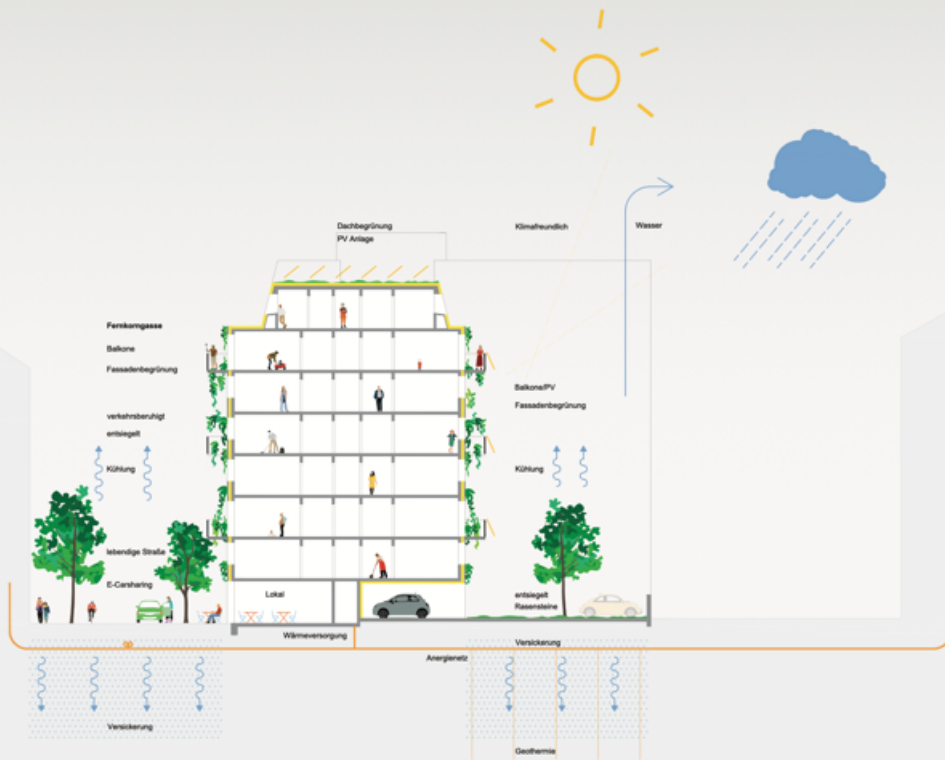 Dachbegrünung
PV Anlage
Klimafreundlich
Wasser
Fernkorngasse
Balkone
Fassadenbegrünung
verkehrsberuhigt
entsiegelt
Kühlung
lebendige Straße
E-Carsharing
Balkone/PV
Fassadenbegrünung
Kühlung
Lokal
entsiegelt
Rasensteine
Wärmeversorgung
Versickerung
Anergienetz
Versickerung
Geothermie